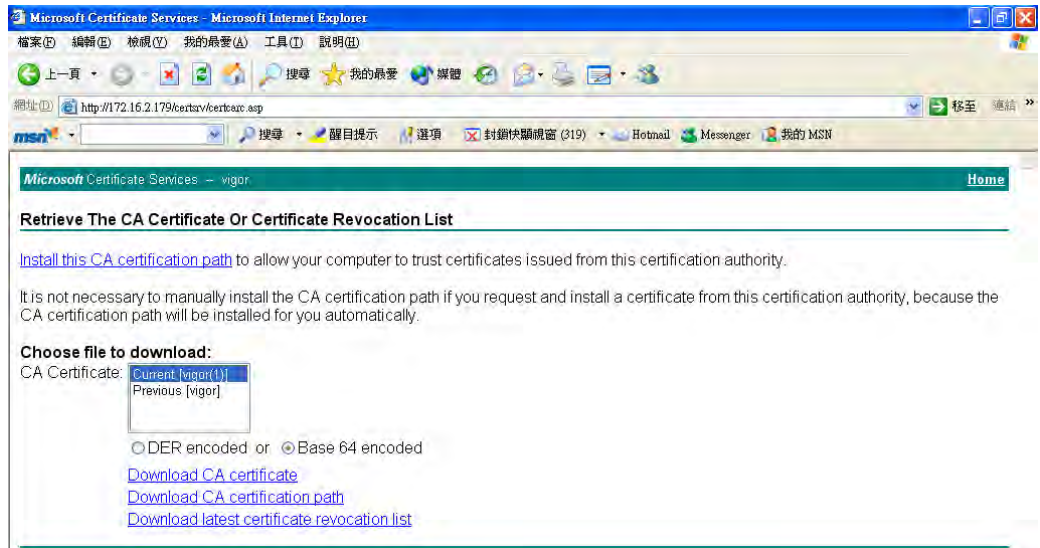 Microsoft Certificate Services - Microsoft Internet Explorer
檔案(F) 編輯(E) 檢視(V) 我的最愛(A) 工具(T) 說明(H)
上一頁 搜尋 我的最愛 媒體
網址(D) http://172.16.2.179/certsrv/certcarc.asp 移至 連結 »
msn 搜尋 醒目提示 選項 封鎖快顯視窗 (319) Hotmail Messenger 我的 MSN
Microsoft Certificate Services -- vigor Home
Retrieve The CA Certificate Or Certificate Revocation List
Install this CA certification path to allow your computer to trust certificates issued from this certification authority.
It is not necessary to manually install the CA certification path if you request and install a certificate from this certification authority, because the
CA certification path will be installed for you automatically.
Choose file to download:
CA Certificate: Current [vigor(1)]
Previous [vigor]
DER encoded or Base 64 encoded
Download CA certificate
Download CA certification path
Download latest certificate revocation list